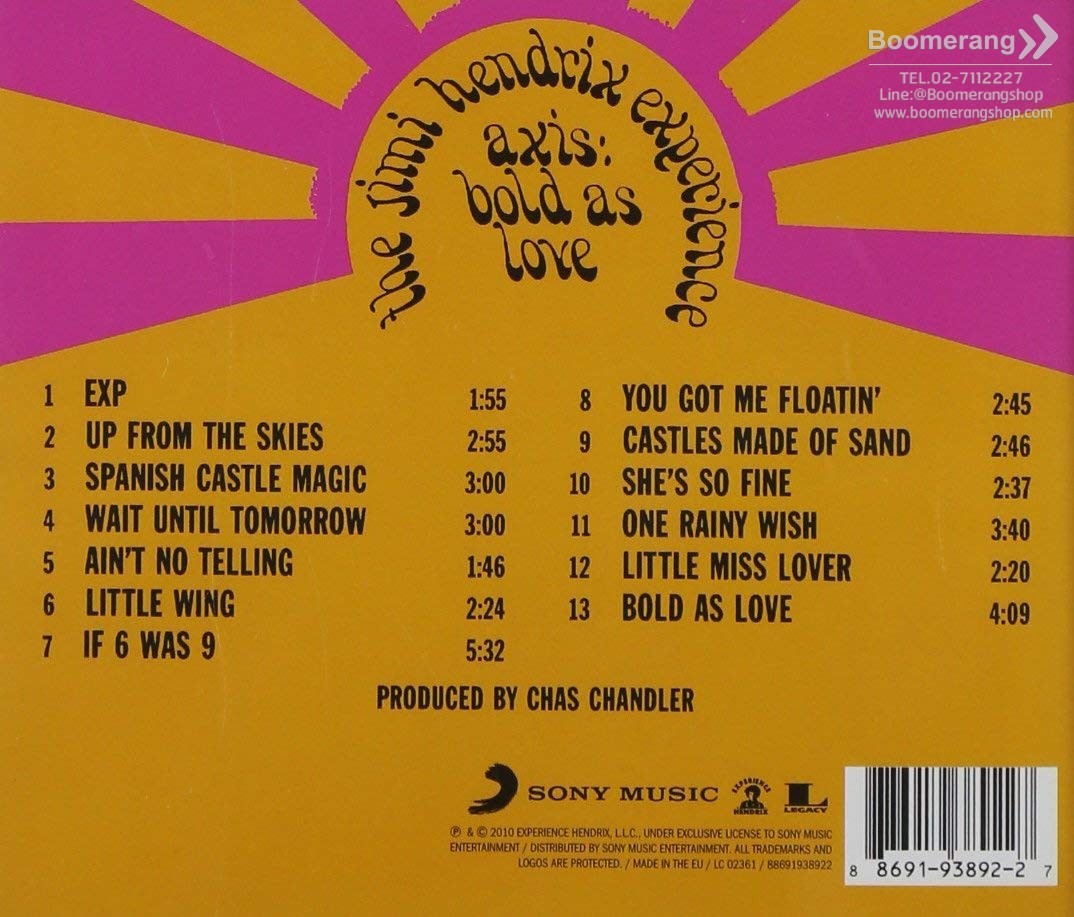 Boomerang
TEL.02-7112227
Line:@Boomerangshop
www.boomerangshop.com
the jimi hendrix experience
axis:
bold as
love
1 EXP 1:55
2 UP FROM THE SKIES 2:55
3 SPANISH CASTLE MAGIC 3:00
4 WAIT UNTIL TOMORROW 3:00
5 AIN'T NO TELLING 1:46
6 LITTLE WING 2:24
7 IF 6 WAS 9 5:32
8 YOU GOT ME FLOATIN' 2:45
9 CASTLES MADE OF SAND 2:46
10 SHE'S SO FINE 2:37
11 ONE RAINY WISH 3:40
12 LITTLE MISS LOVER 2:20
13 BOLD AS LOVE 4:09
PRODUCED BY CHAS CHANDLER
SONY MUSIC
EXPERIENCE
HENDRIX
L
LEGACY
℗ & © 2010 EXPERIENCE HENDRIX, L.L.C., UNDER EXCLUSIVE LICENSE TO SONY MUSIC
ENTERTAINMENT / DISTRIBUTED BY SONY MUSIC ENTERTAINMENT. ALL TRADEMARKS AND
LOGOS ARE PROTECTED. / MADE IN THE EU / LC 02361 / 88691938922
8 8691-93892-2 7